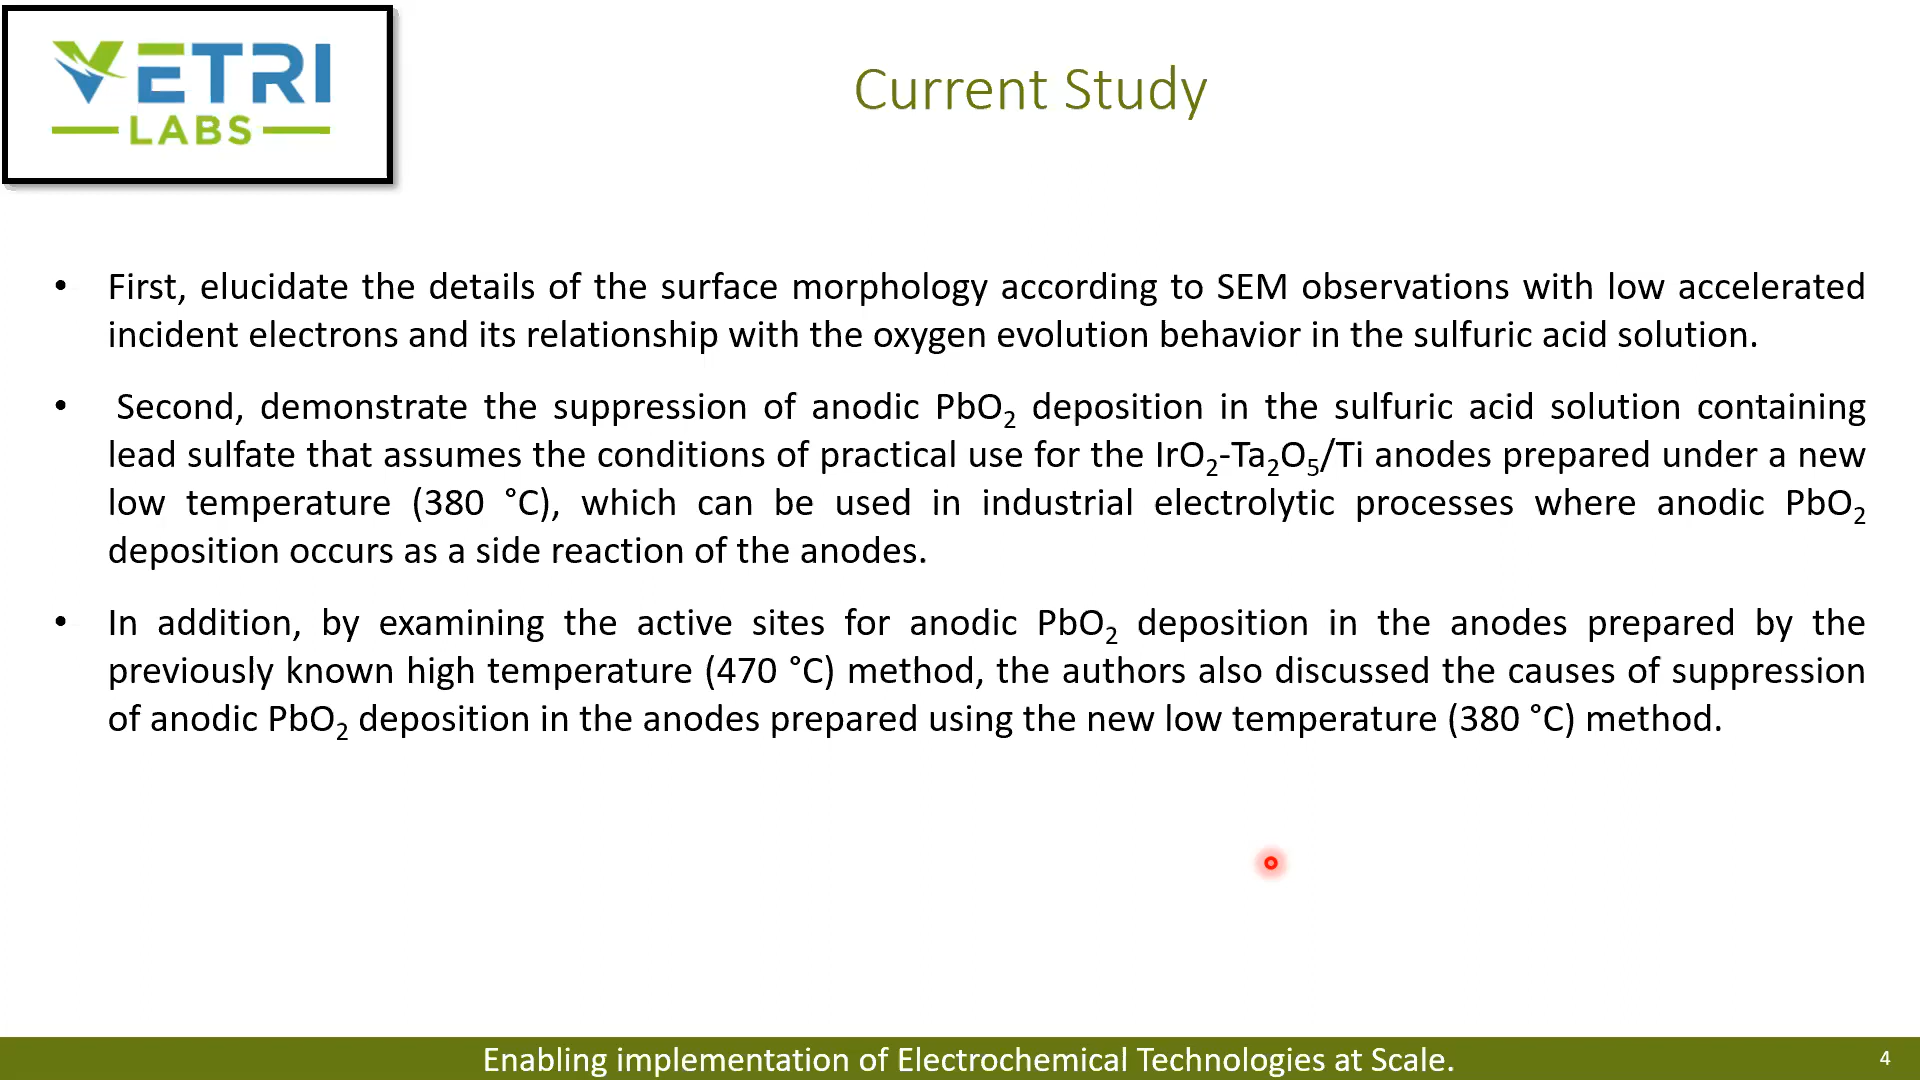 VETRI
LABS
Current Study
• First, elucidate the details of the surface morphology according to SEM observations with low accelerated
incident electrons and its relationship with the oxygen evolution behavior in the sulfuric acid solution.
• Second, demonstrate the suppression of anodic PbO₂ deposition in the sulfuric acid solution containing
lead sulfate that assumes the conditions of practical use for the IrO₂-Ta₂O₅/Ti anodes prepared under a new
low temperature (380 °C), which can be used in industrial electrolytic processes where anodic PbO₂
deposition occurs as a side reaction of the anodes.
• In addition, by examining the active sites for anodic PbO₂ deposition in the anodes prepared by the
previously known high temperature (470 °C) method, the authors also discussed the causes of suppression
of anodic PbO₂ deposition in the anodes prepared using the new low temperature (380 °C) method.
Enabling implementation of Electrochemical Technologies at Scale.
4